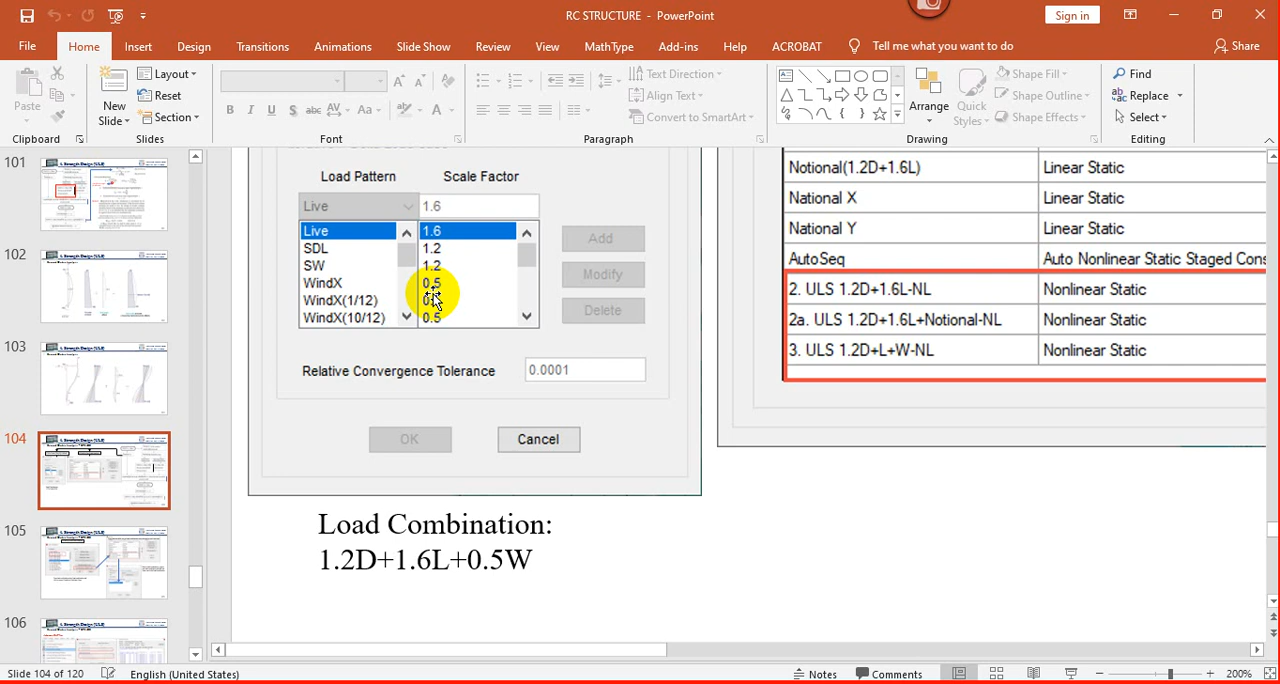 RC STRUCTURE - PowerPoint
Sign in
File
Home
Insert
Design
Transitions
Animations
Slide Show
Review
View
MathType
Add-ins
Help
ACROBAT
Tell me what you want to do
Share
Paste
New Slide
Layout
Reset
Section
Text Direction
Align Text
Convert to SmartArt
Arrange
Quick Styles
Shape Fill
Shape Outline
Shape Effects
Find
Replace
Select
Clipboard
Slides
Font
Paragraph
Drawing
Editing
101
102
103
104
105
106
Load Pattern
Scale Factor
Live
1.6
Live 1.6
SDL 1.2
SW 1.2
WindX 0.5
WindX(1/12)
WindX(10/12) 0.5
Add
Modify
Delete
Relative Convergence Tolerance
0.0001
OK
Cancel
Notional(1.2D+1.6L) Linear Static
Notional X Linear Static
Notional Y Linear Static
AutoSeq Auto Nonlinear Static Staged Cons
2. ULS 1.2D+1.6L-NL Nonlinear Static
2a. ULS 1.2D+1.6L+Notional-NL Nonlinear Static
3. ULS 1.2D+L+W-NL Nonlinear Static
Load Combination:
1.2D+1.6L+0.5W
Slide 104 of 120
English (United States)
Notes
Comments
200%